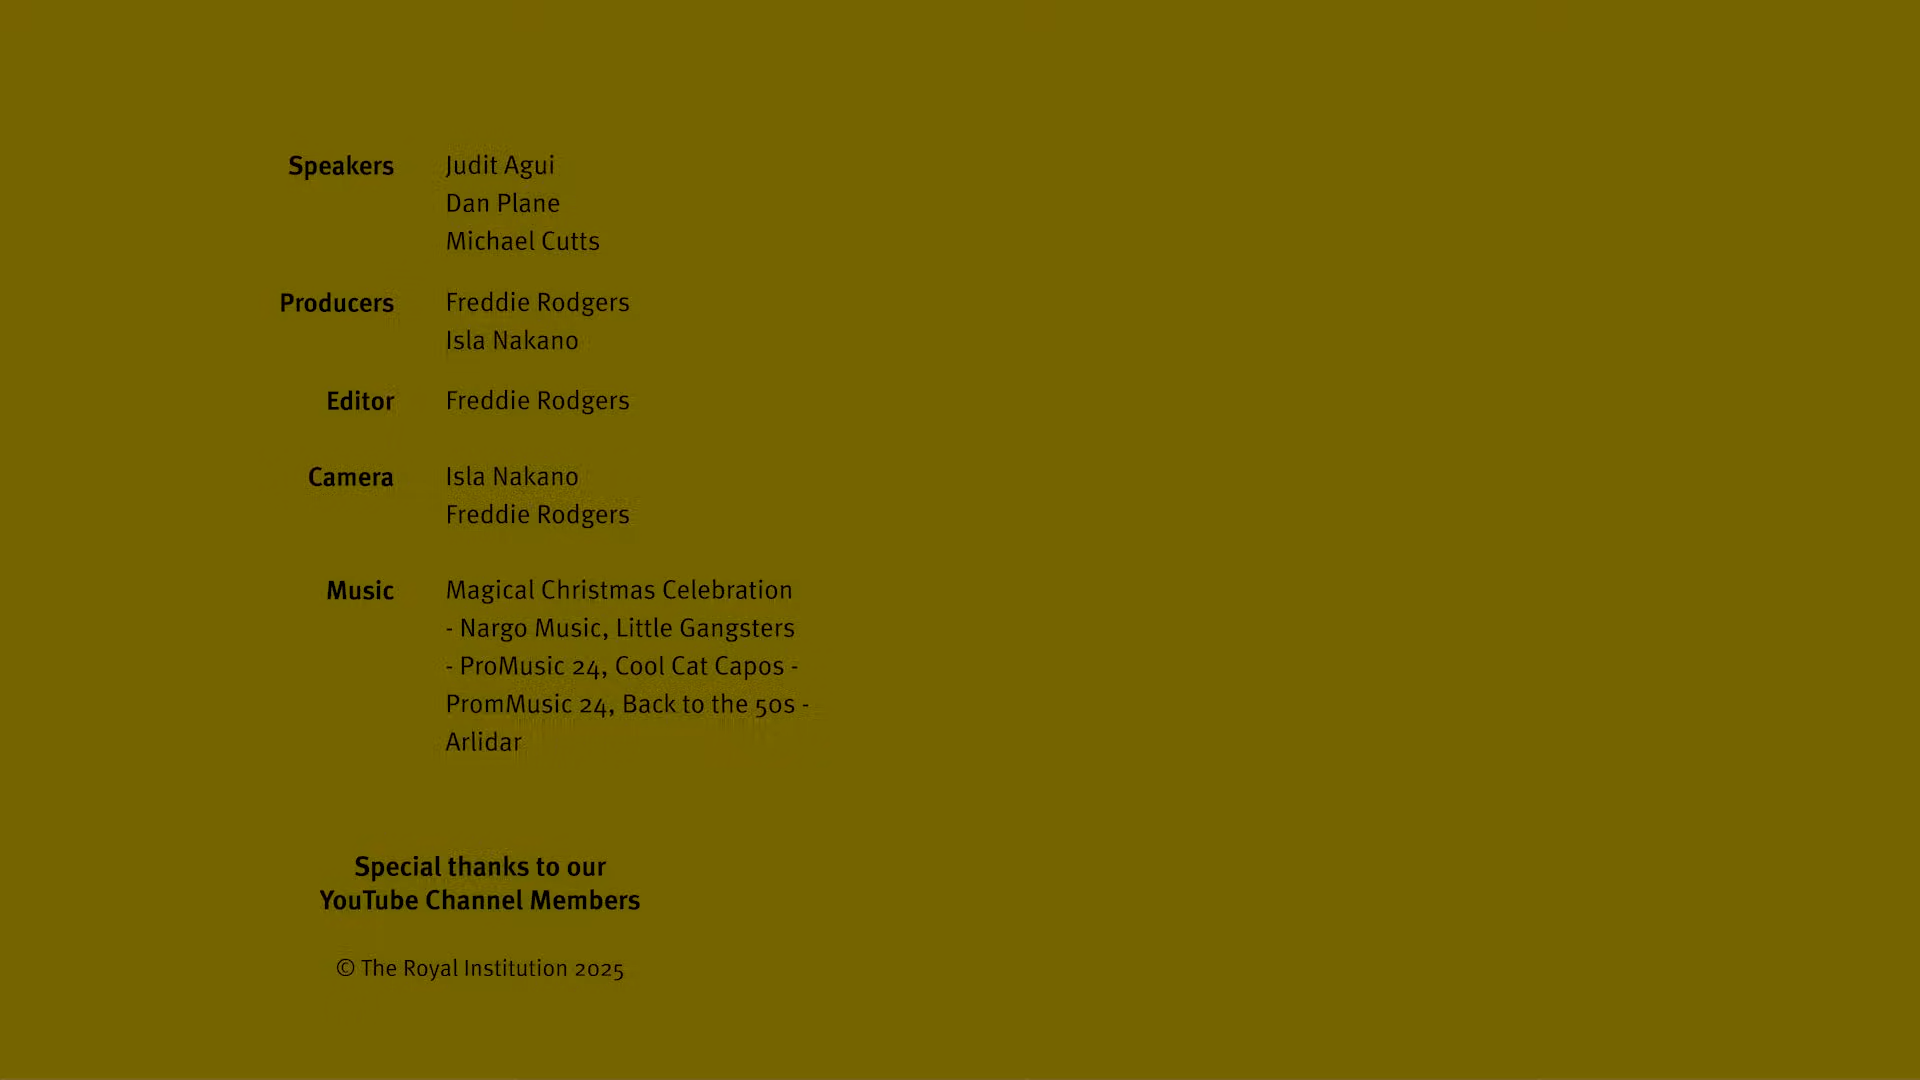 Speakers Judit Agui
Dan Plane
Michael Cutts
Producers Freddie Rodgers
Isla Nakano
Editor Freddie Rodgers
Camera Isla Nakano
Freddie Rodgers
Music Magical Christmas Celebration
- Nargo Music, Little Gangsters
- ProMusic 24, Cool Cat Capos -
PromMusic 24, Back to the 50s -
Arlidar
Special thanks to our
YouTube Channel Members
© The Royal Institution 2025